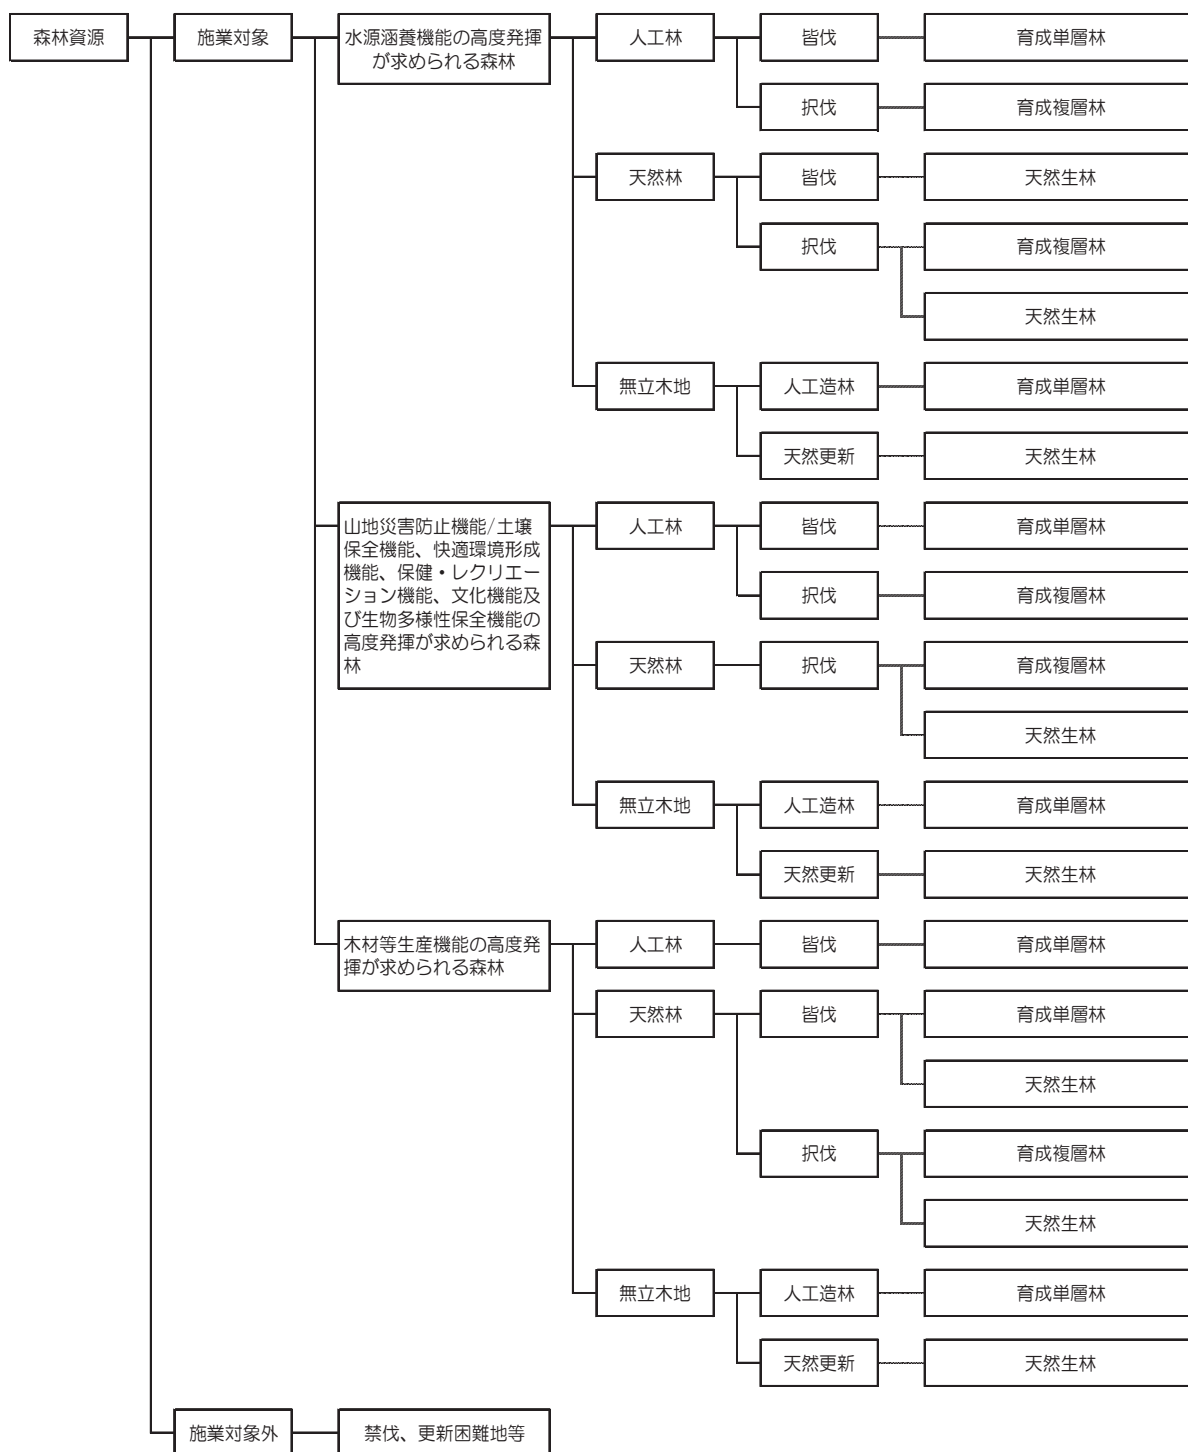 森林資源
施業対象
水源涵養機能の高度発揮
が求められる森林
人工林
皆伐
育成単層林
択伐
育成複層林
天然林
皆伐
天然生林
択伐
育成複層林
天然生林
無立木地
人工造林
育成単層林
天然更新
天然生林
山地災害防止機能/土壌
保全機能、快適環境形成
機能、保健・レクリエー
ション機能、文化機能及
び生物多様性保全機能の
高度発揮が求められる森
林
人工林
皆伐
育成単層林
択伐
育成複層林
天然林
択伐
育成複層林
天然生林
無立木地
人工造林
育成単層林
天然更新
天然生林
木材等生産機能の高度発
揮が求められる森林
人工林
皆伐
育成単層林
天然林
皆伐
育成単層林
天然生林
択伐
育成複層林
天然生林
無立木地
人工造林
育成単層林
天然更新
天然生林
施業対象外
禁伐、更新困難地等